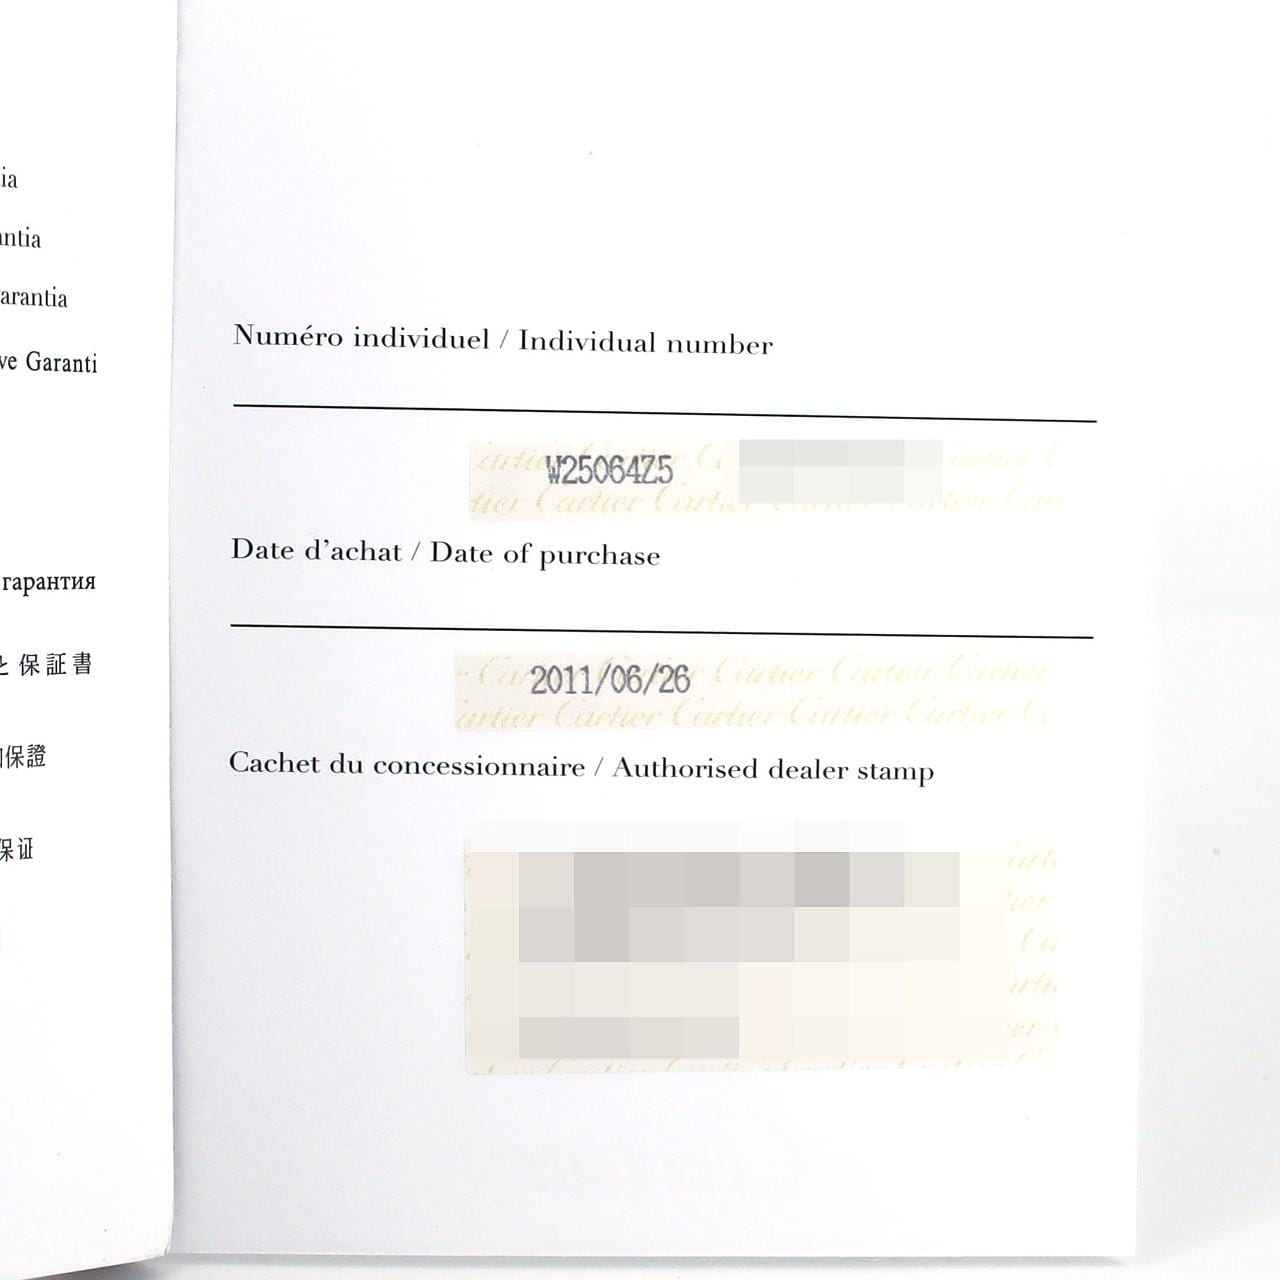 ia
ntia
arantia
ve Garanti
гарантия
と 保証書
保證
保证
Numéro individuel / Individual number
W25064Z5
Date d'achat / Date of purchase
2011/06/26
Cachet du concessionnaire / Authorised dealer stamp